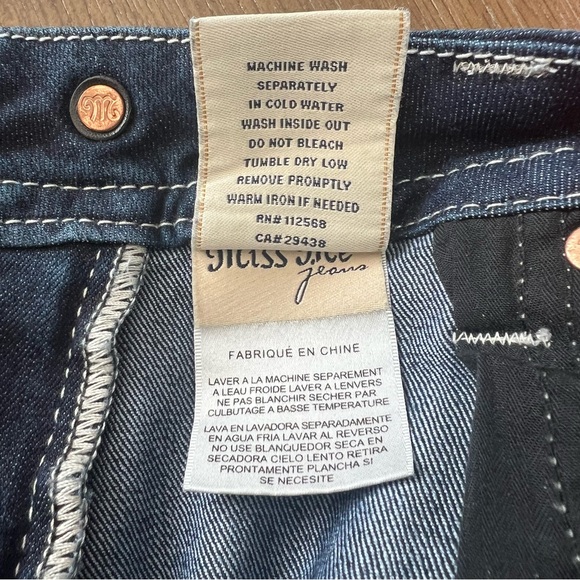 MACHINE WASH
SEPARATELY
IN COLD WATER
WASH INSIDE OUT
DO NOT BLEACH
TUMBLE DRY LOW
REMOVE PROMPTLY
WARM IRON IF NEEDED
RN# 112568
CA# 29438
Miss Me
jeans
FABRIQUÉ EN CHINE
LAVER A LA MACHINE SEPAREMENT
A LEAU FROIDE LAVER A LENVERS
NE PAS BLANCHIR SECHER PAR
CULBUTAGE A BASSE TEMPERATURE
LAVA EN LAVADORA SEPARADAMENTE
EN AGUA FRIA LAVAR AL REVERSO
NO USE BLANQUEDOR SECA EN
SECADORA CIELO LENTO RETIRA
PRONTAMENTE PLANCHA SI
SE NECESITE
M